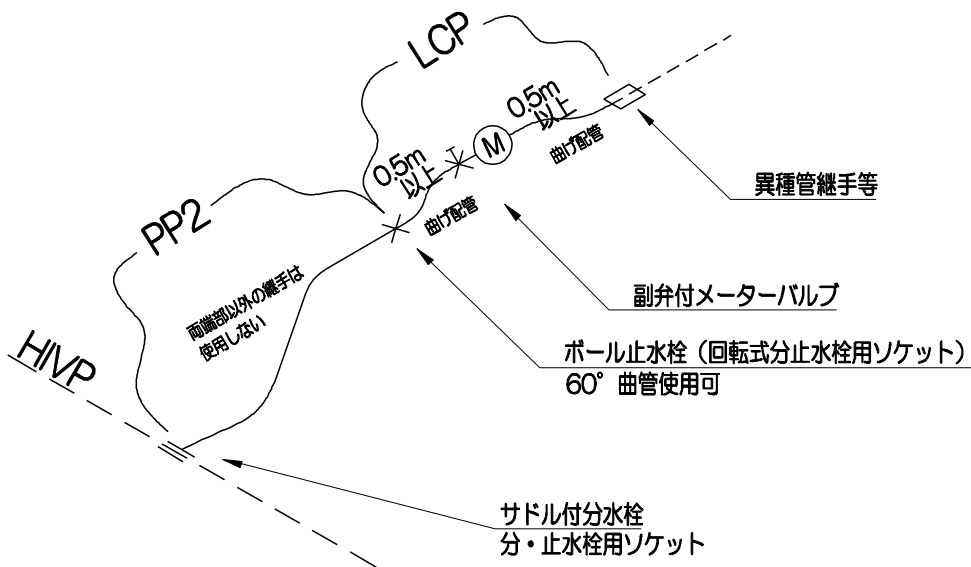 LCP
0.5m
以上
曲げ配管
M
0.5m
以上
曲げ配管
異種管継手等
PP2
両端部以外の継手は
使用しない
副弁付メーターバルブ
ボール止水栓（回転式分止水栓用ソケット）
60°曲管使用可
HIVP
サドル付分水栓
分・止水栓用ソケット